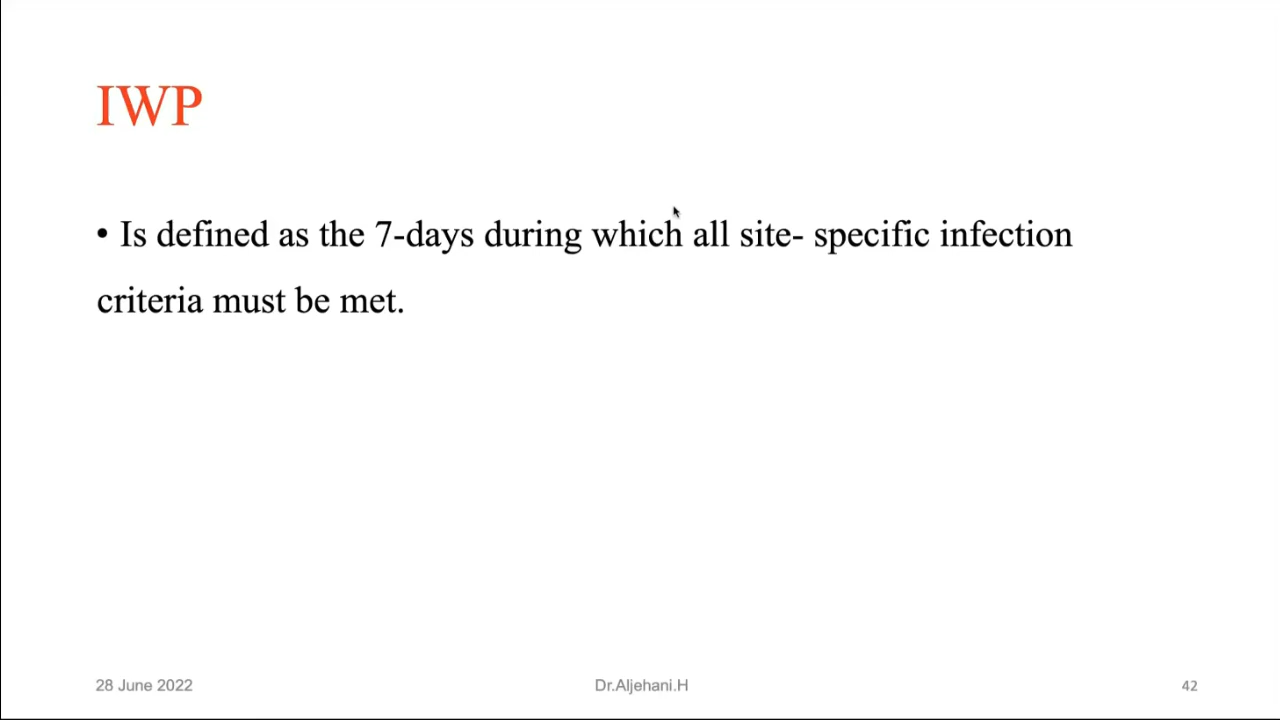 IWP
• Is defined as the 7-days during which all site- specific infection
criteria must be met.
28 June 2022
Dr.Aljehani.H
42